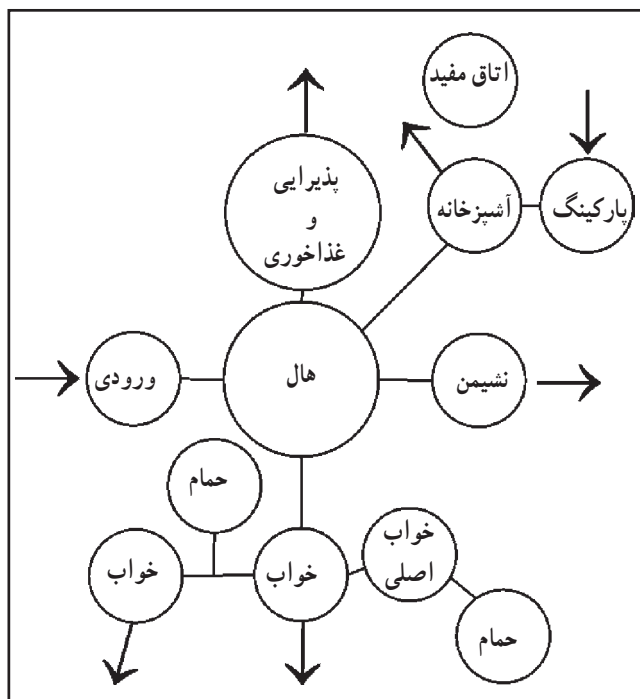 اتاق مفید
پذیرایی
و
غذاخوری
آشپزخانه
پارکینگ
ورودی
هال
نشیمن
حمام
خواب
خواب
خواب
اصلی
حمام